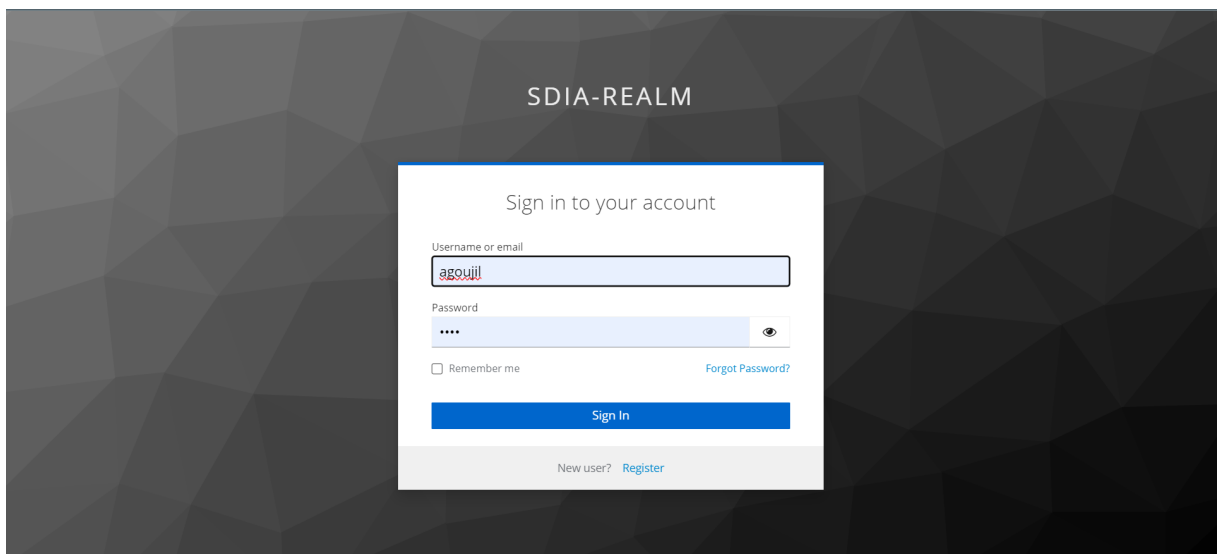 SDIA-REALM
Sign in to your account
Username or email
agoujil
Password
••••
Remember me Forgot Password?
Sign In
New user? Register